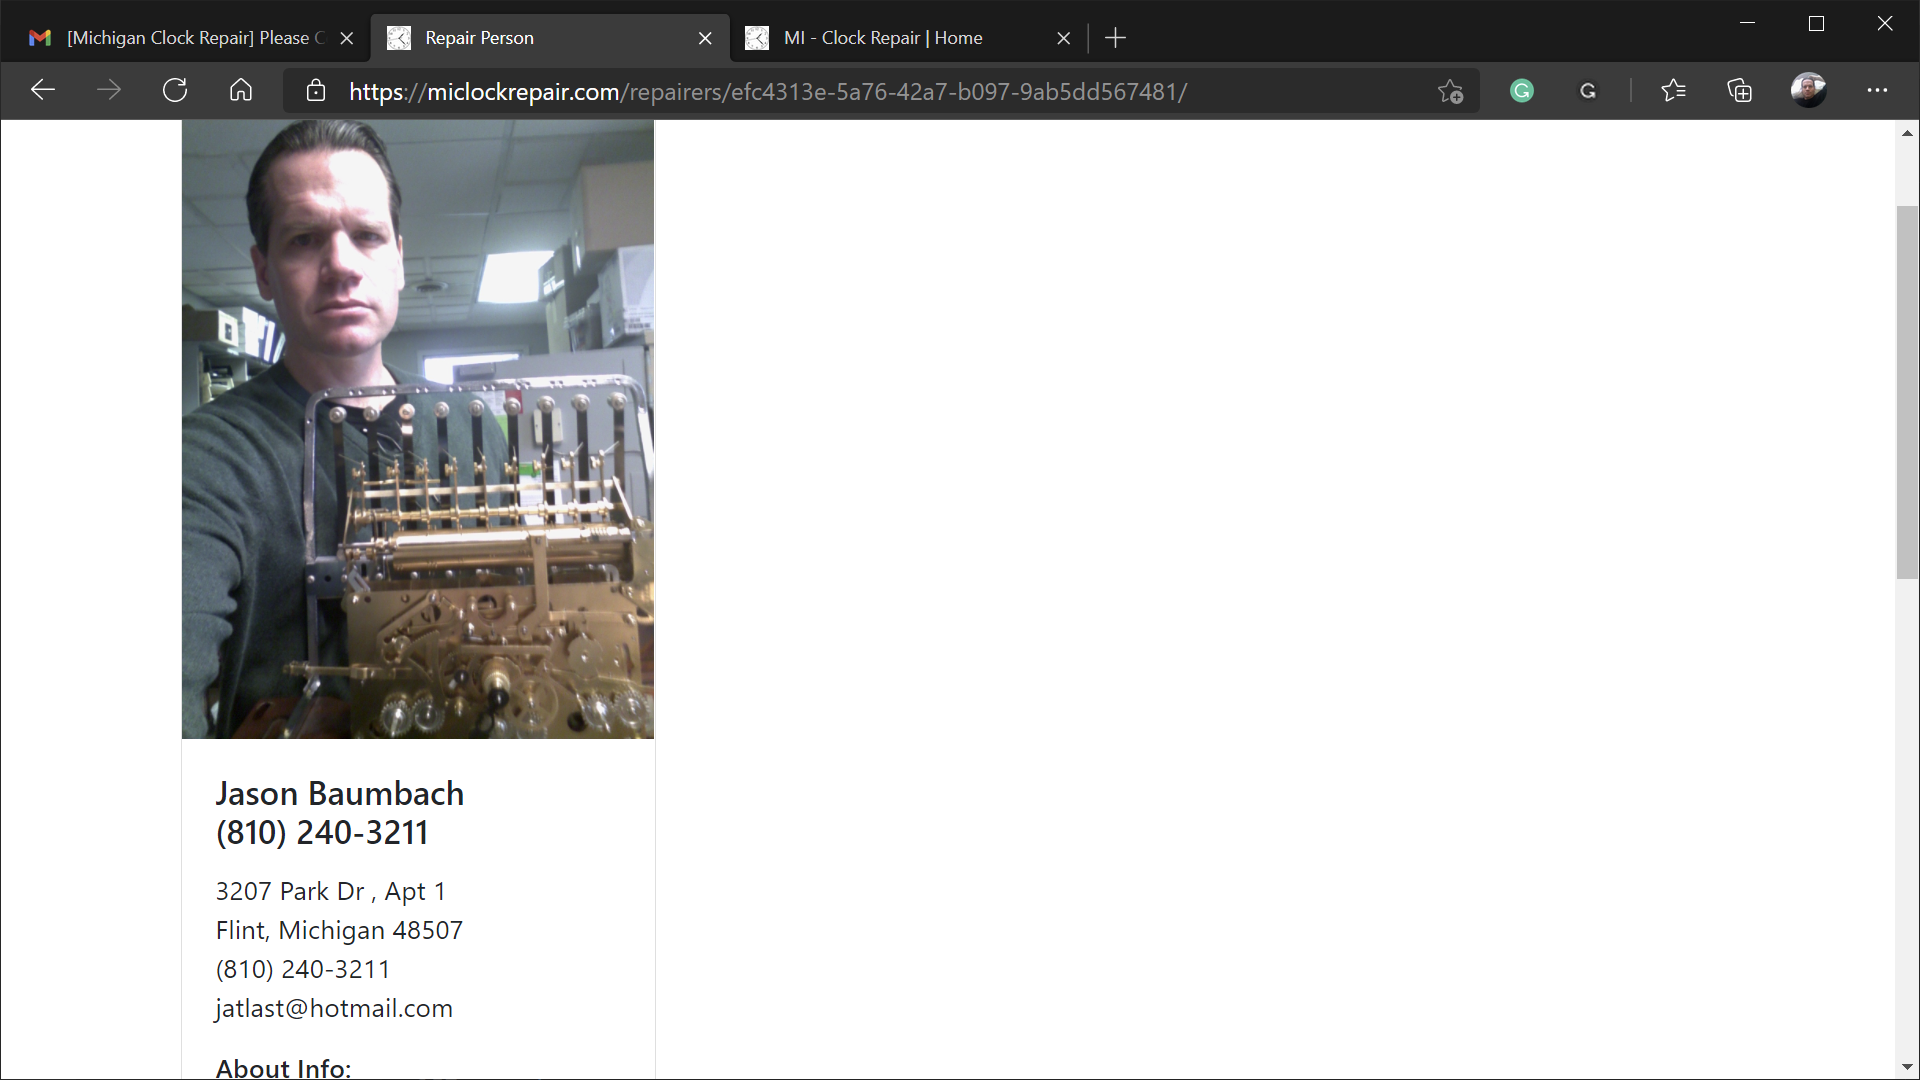 [Michigan Clock Repair] Please C
Repair Person
MI - Clock Repair | Home
https://miclockrepair.com/repairers/efc4313e-5a76-42a7-b097-9ab5dd567481/
Jason Baumbach
(810) 240-3211
3207 Park Dr , Apt 1
Flint, Michigan 48507
(810) 240-3211
jatlast@hotmail.com
About Info: